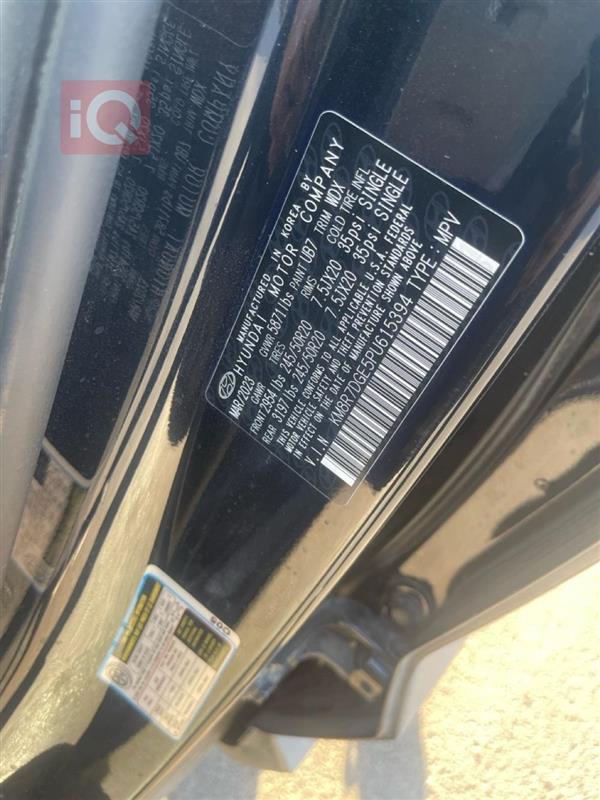 iQ
MANUFACTURED IN KOREA BY
HYUNDAI MOTOR COMPANY
MAR/2023 GVWR:5871lbs PAINT UB7 TRIM WDX
GAWR TIRES RIMS COLD TIRE INFL
FRONT 2954 lbs 245/50R20 7.5JX20 35psi SINGLE
REAR 3197 lbs 245/50R20 7.5JX20 35psi SINGLE
THIS VEHICLE CONFORMS TO ALL APPLICABLE U.S.A. FEDERAL
MOTOR VEHICLE SAFETY AND THEFT PREVENTION STANDARDS
IN EFFECT ON THE DATE OF MANUFACTURE SHOWN ABOVE
V.I.N KM8R7DGE5PU615394 TYPE : MPV
005